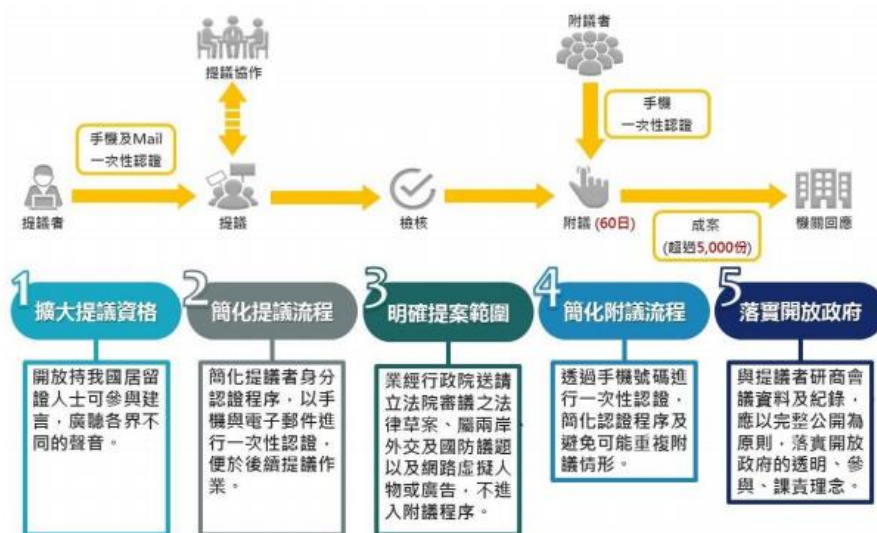 附議者
提議協作
手機及Mail
一次性認證
手機
一次性認證
提議者
提議
檢核
附議 (60日)
成案
(超過5,000份)
機關回應
1 擴大提議資格
開放持我國居留
證人士可參與建
言，廣聽各界不
同的聲音。
2 簡化提議流程
簡化提議者身分
認證程序，以手
機與電子郵件進
行一次性認證，
便於後續提議作
業。
3 明確提案範圍
業經行政院送請
立法院審議之法
律草案、屬兩岸
外交及國防議題
以及網路虛擬人
物或廣告，不進
入附議程序。
4 簡化附議流程
透過手機號碼進
行一次性認證，
簡化認證程序及
避免可能重複附
議情形。
5 落實開放政府
與提議者研商會
議資料及紀錄，
應以完整公開為
原則，落實開放
政府的透明、參
與、課責理念。